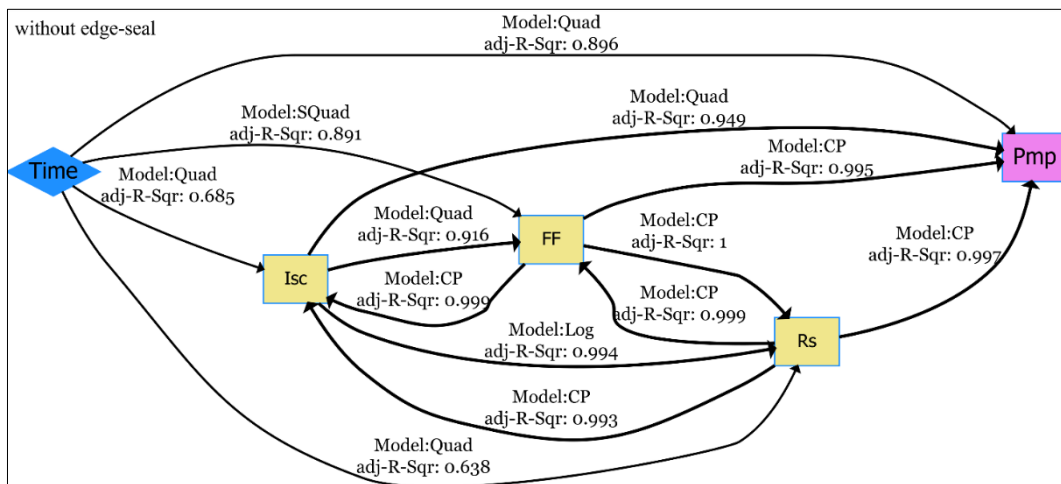 without edge-seal
Model:Quad
adj-R-Sqr: 0.896
Model:SQuad
adj-R-Sqr: 0.891
Model:Quad
adj-R-Sqr: 0.949
Pmp
Model:CP
adj-R-Sqr: 0.995
Time
Model:Quad
adj-R-Sqr: 0.685
Model:Quad
adj-R-Sqr: 0.916
FF
Model:CP
adj-R-Sqr: 1
Model:CP
adj-R-Sqr: 0.997
Isc
Model:CP
adj-R-Sqr: 0.999
Model:CP
adj-R-Sqr: 0.999
Rs
Model:Log
adj-R-Sqr: 0.994
Model:CP
adj-R-Sqr: 0.993
Model:Quad
adj-R-Sqr: 0.638